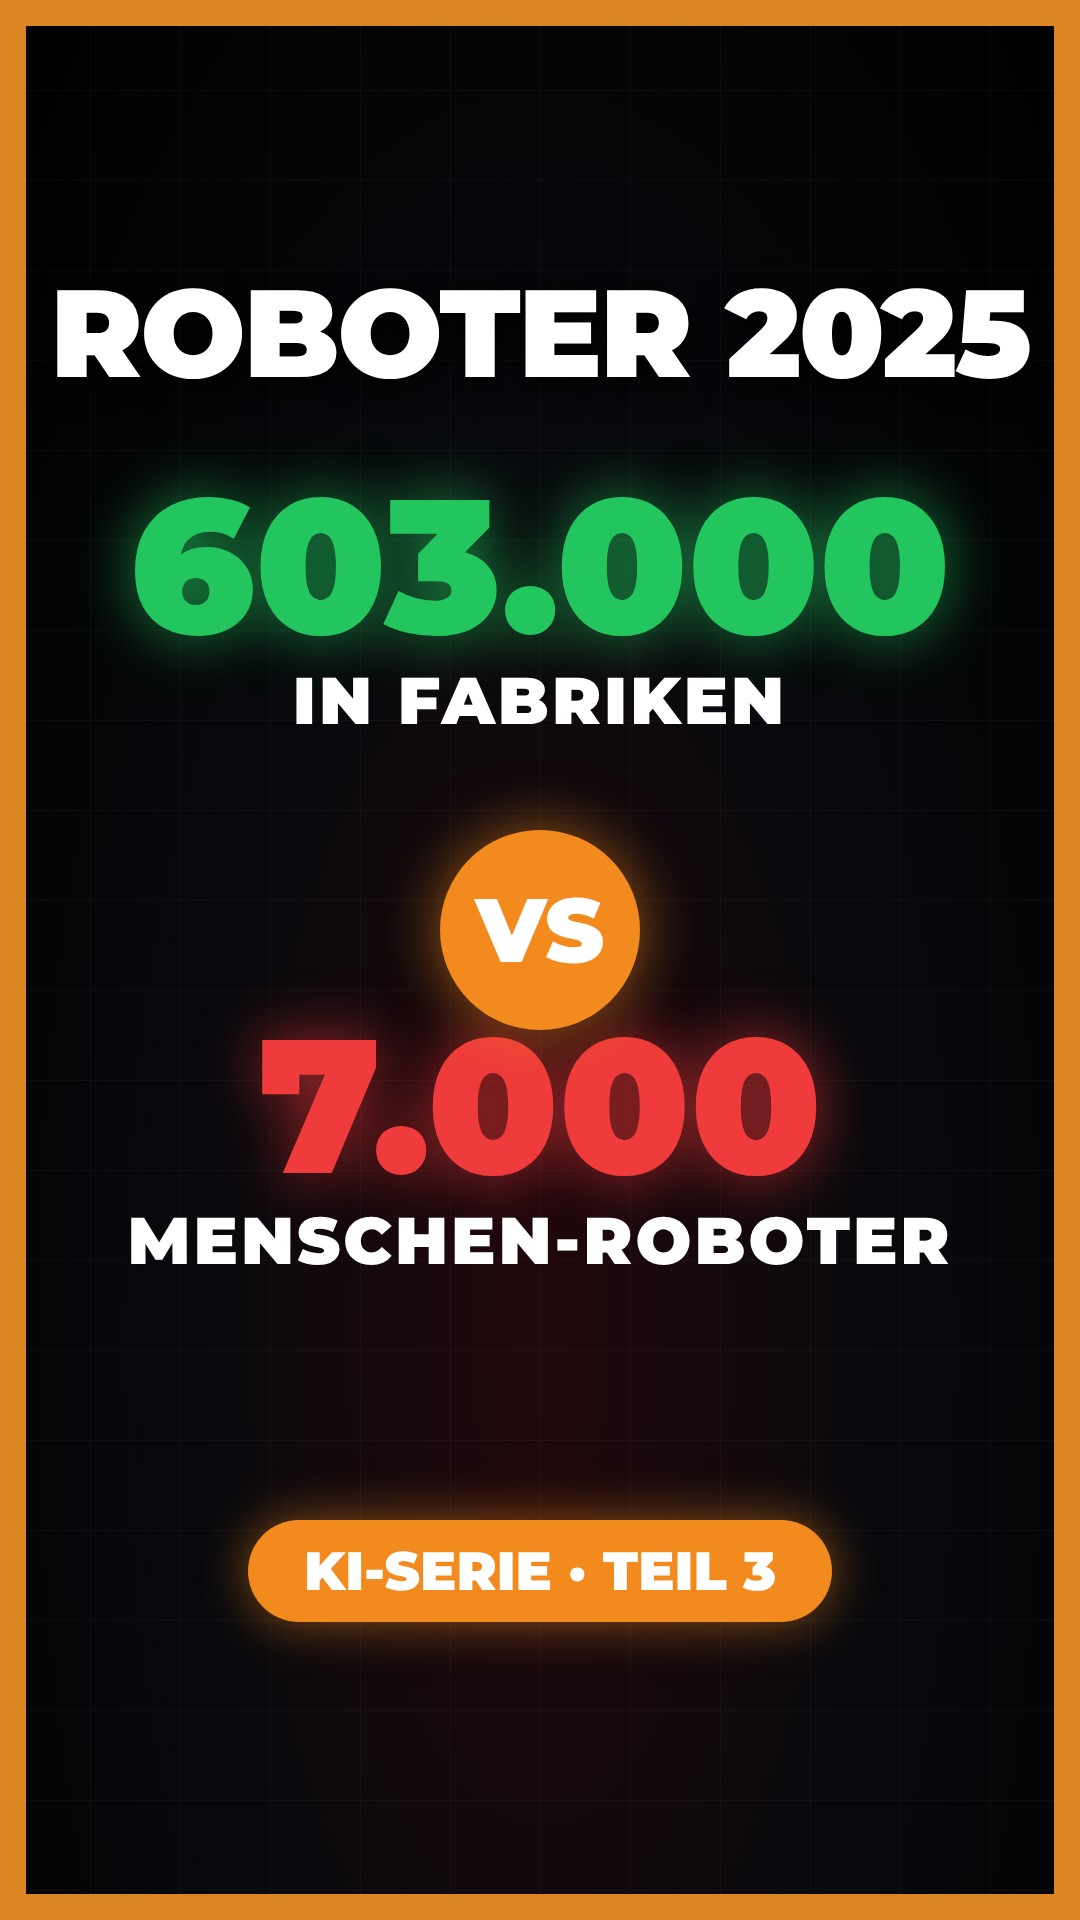 ROBOTER 2025
603.000
IN FABRIKEN
VS
7.000
MENSCHEN-ROBOTER
KI-SERIE • TEIL 3